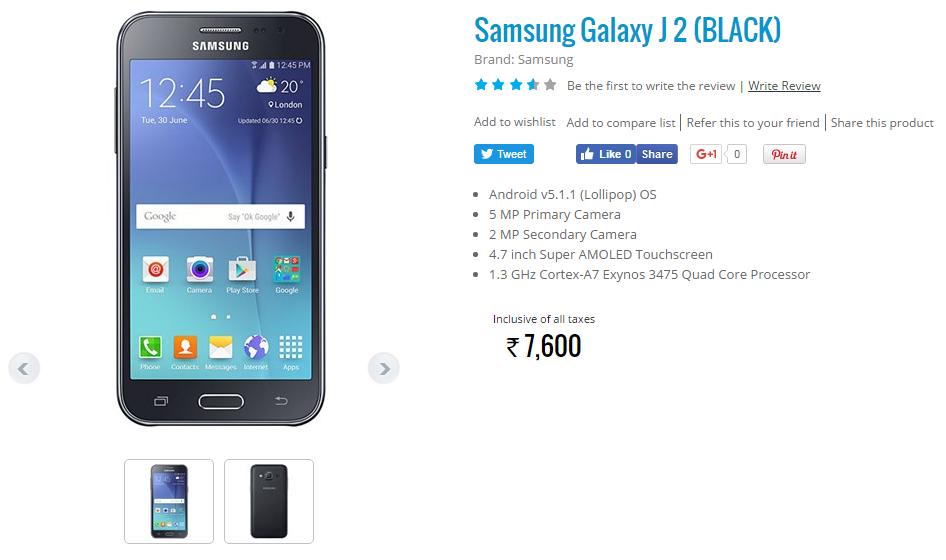 SAMSUNG
12:45 PM
12:45
20°
London
Tue, 30 June
Updated 06/30 12:45
Google
Say "Ok Google"
Email
Camera
Play Store
Google
Phone
Contacts
Messages
Internet
Apps
Samsung Galaxy J 2 (BLACK)
Brand: Samsung
Be the first to write the review | Write Review
Add to wishlist Add to compare list | Refer this to your friend | Share this product
Tweet Like 0 Share G+1 0 Pin it
Android v5.1.1 (Lollipop) OS
5 MP Primary Camera
2 MP Secondary Camera
4.7 inch Super AMOLED Touchscreen
1.3 GHz Cortex-A7 Exynos 3475 Quad Core Processor
Inclusive of all taxes
₹ 7,600